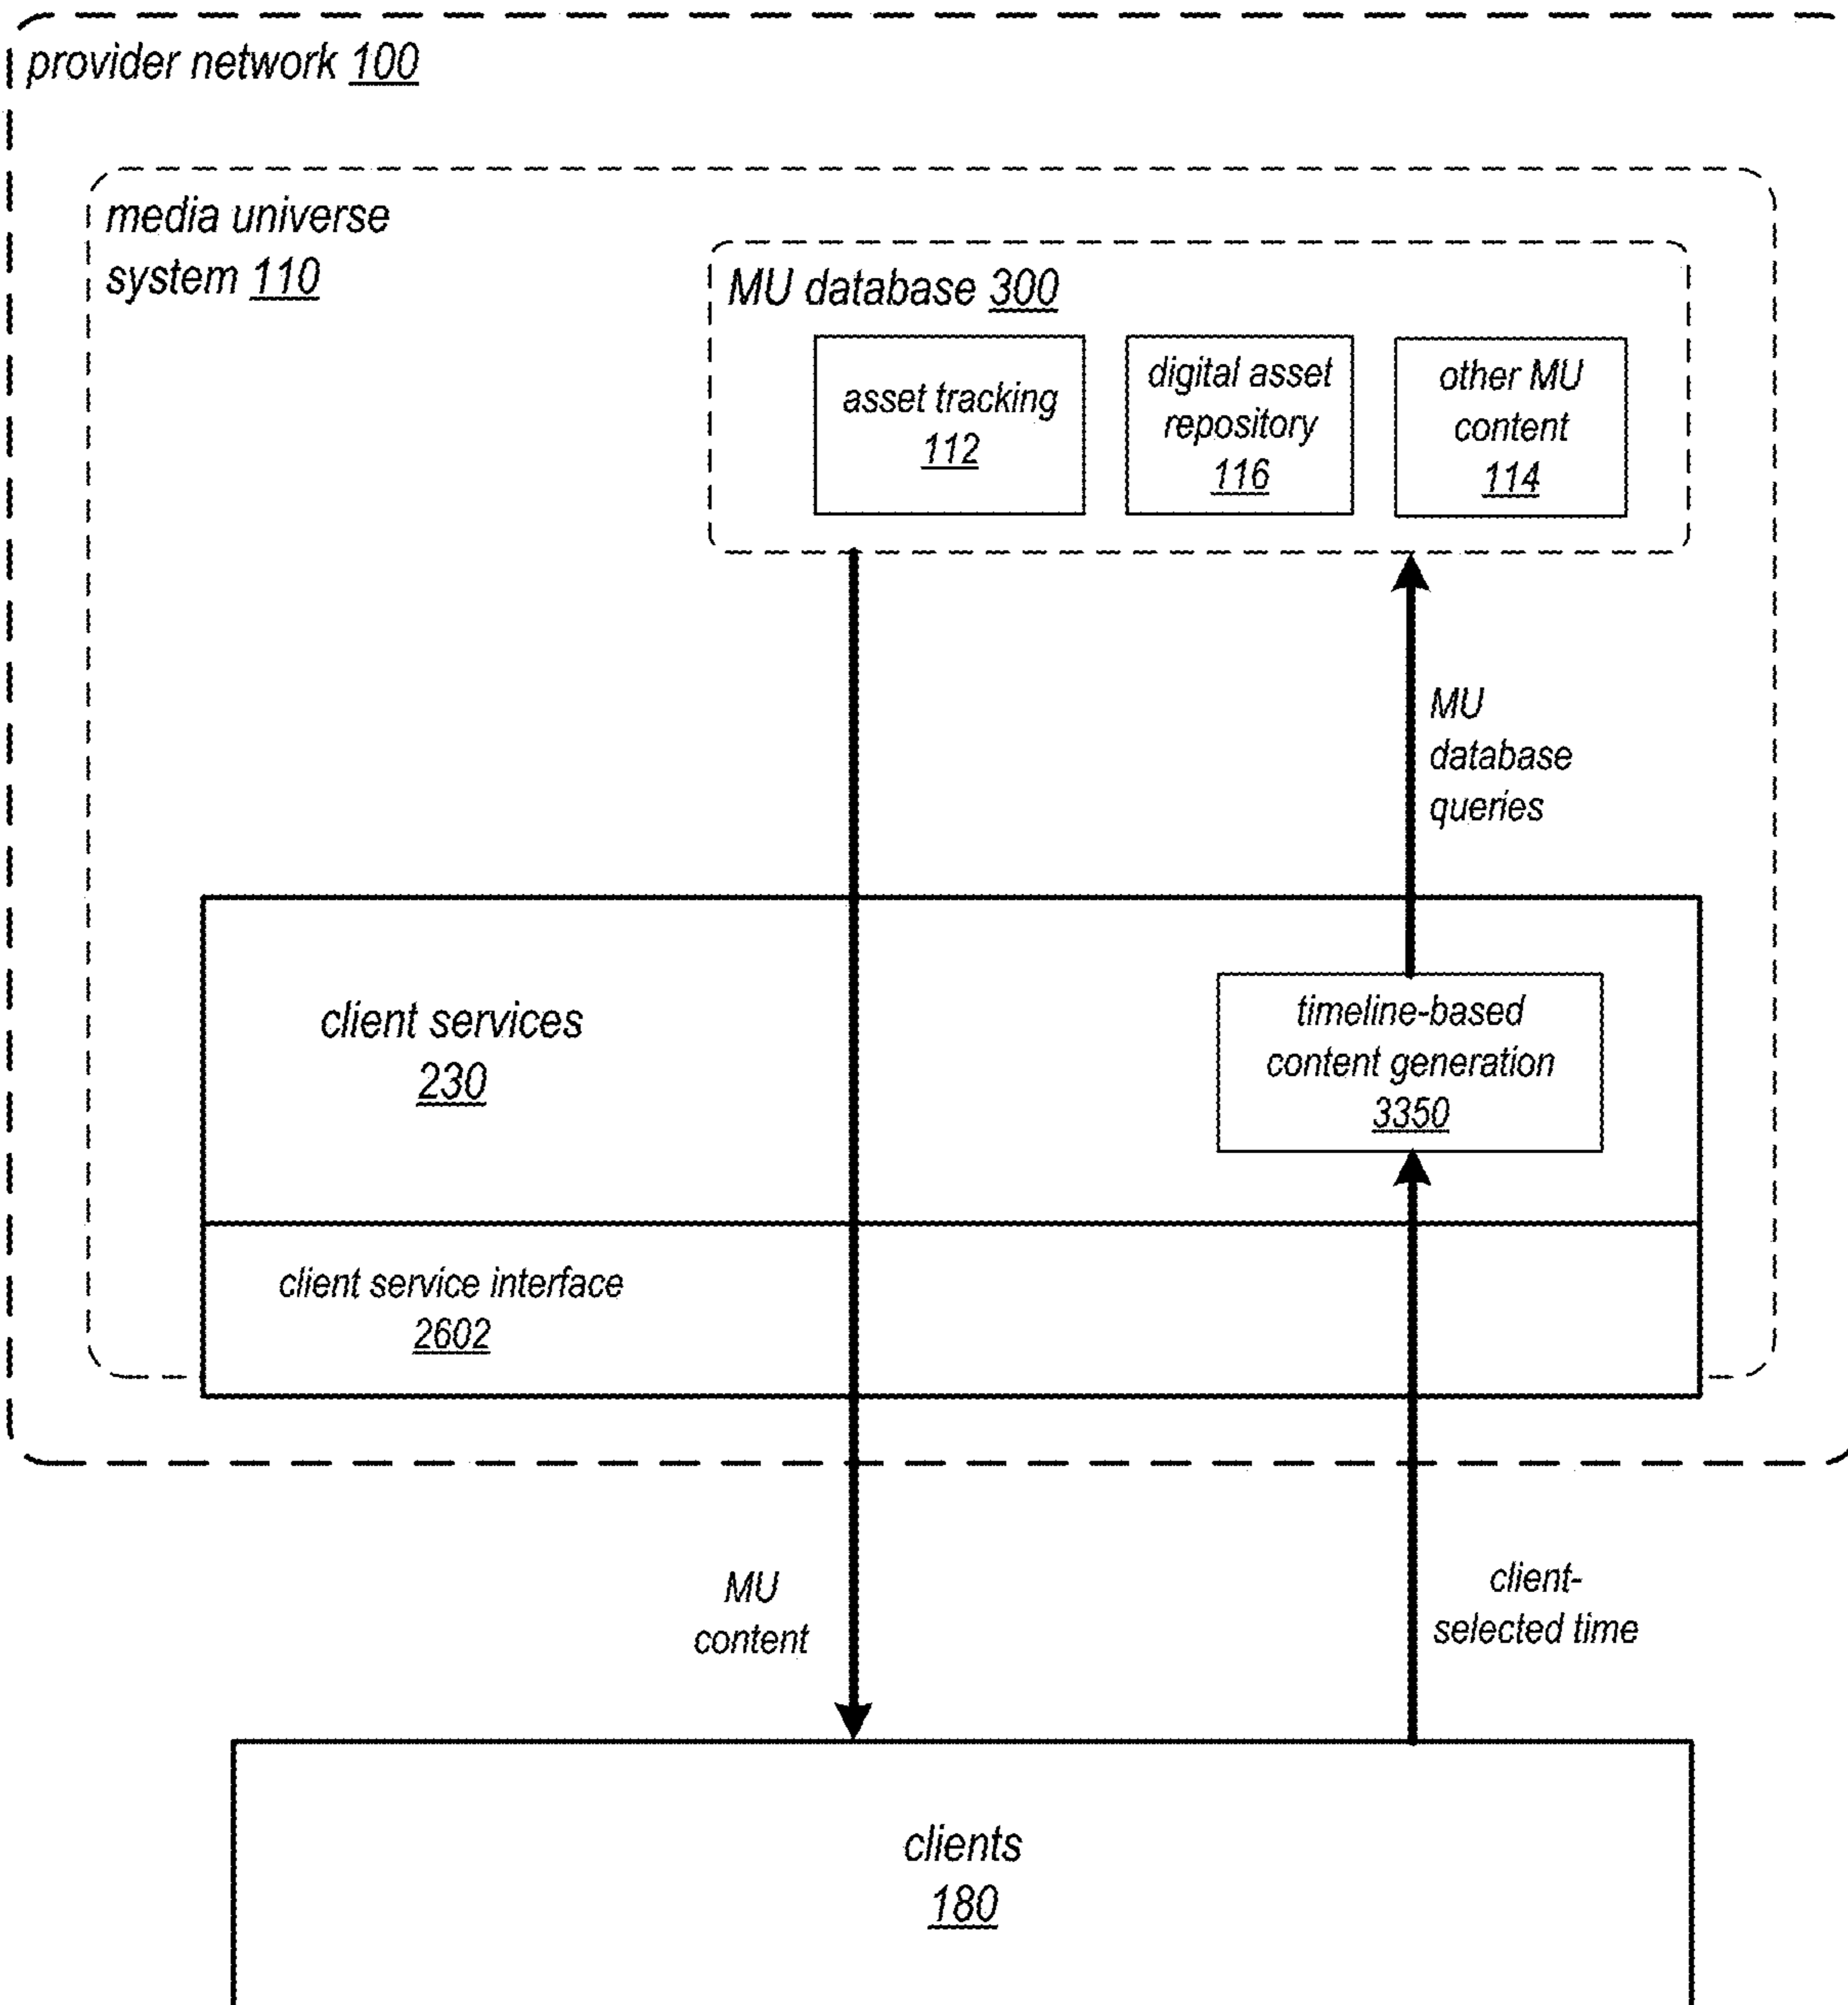 provider network 100
media universe
system 110
MU database 300
asset tracking
112
digital asset
repository
116
other MU
content
114
MU
database
queries
client services
230
timeline-based
content generation
3350
client service interface
2602
MU
content
client-
selected time
clients
180